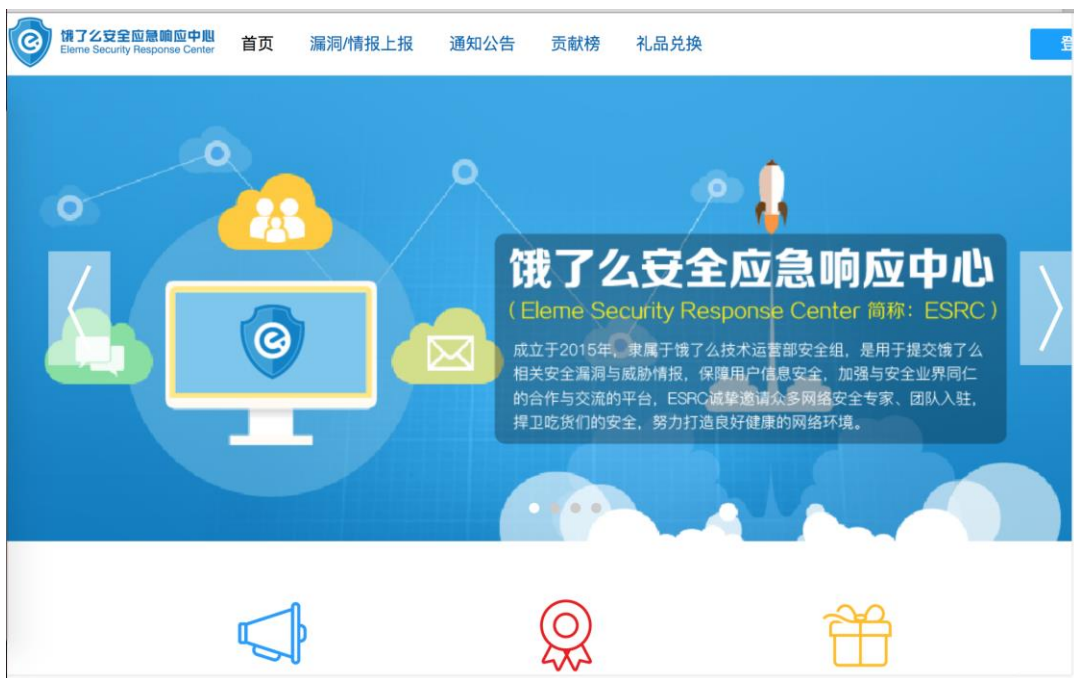 饿了么安全应急响应中心
Eleme Security Response Center
首页 漏洞/情报上报 通知公告 贡献榜 礼品兑换
登
饿了么安全应急响应中心
(Eleme Security Response Center 简称：ESRC)
成立于2015年，隶属于饿了么技术运营部安全组，是用于提交饿了么
相关安全漏洞与威胁情报，保障用户信息安全，加强与安全业界同仁
的合作与交流的平台，ESRC诚挚邀请众多网络安全专家、团队入驻，
捍卫吃货们的安全，努力打造良好健康的网络环境。